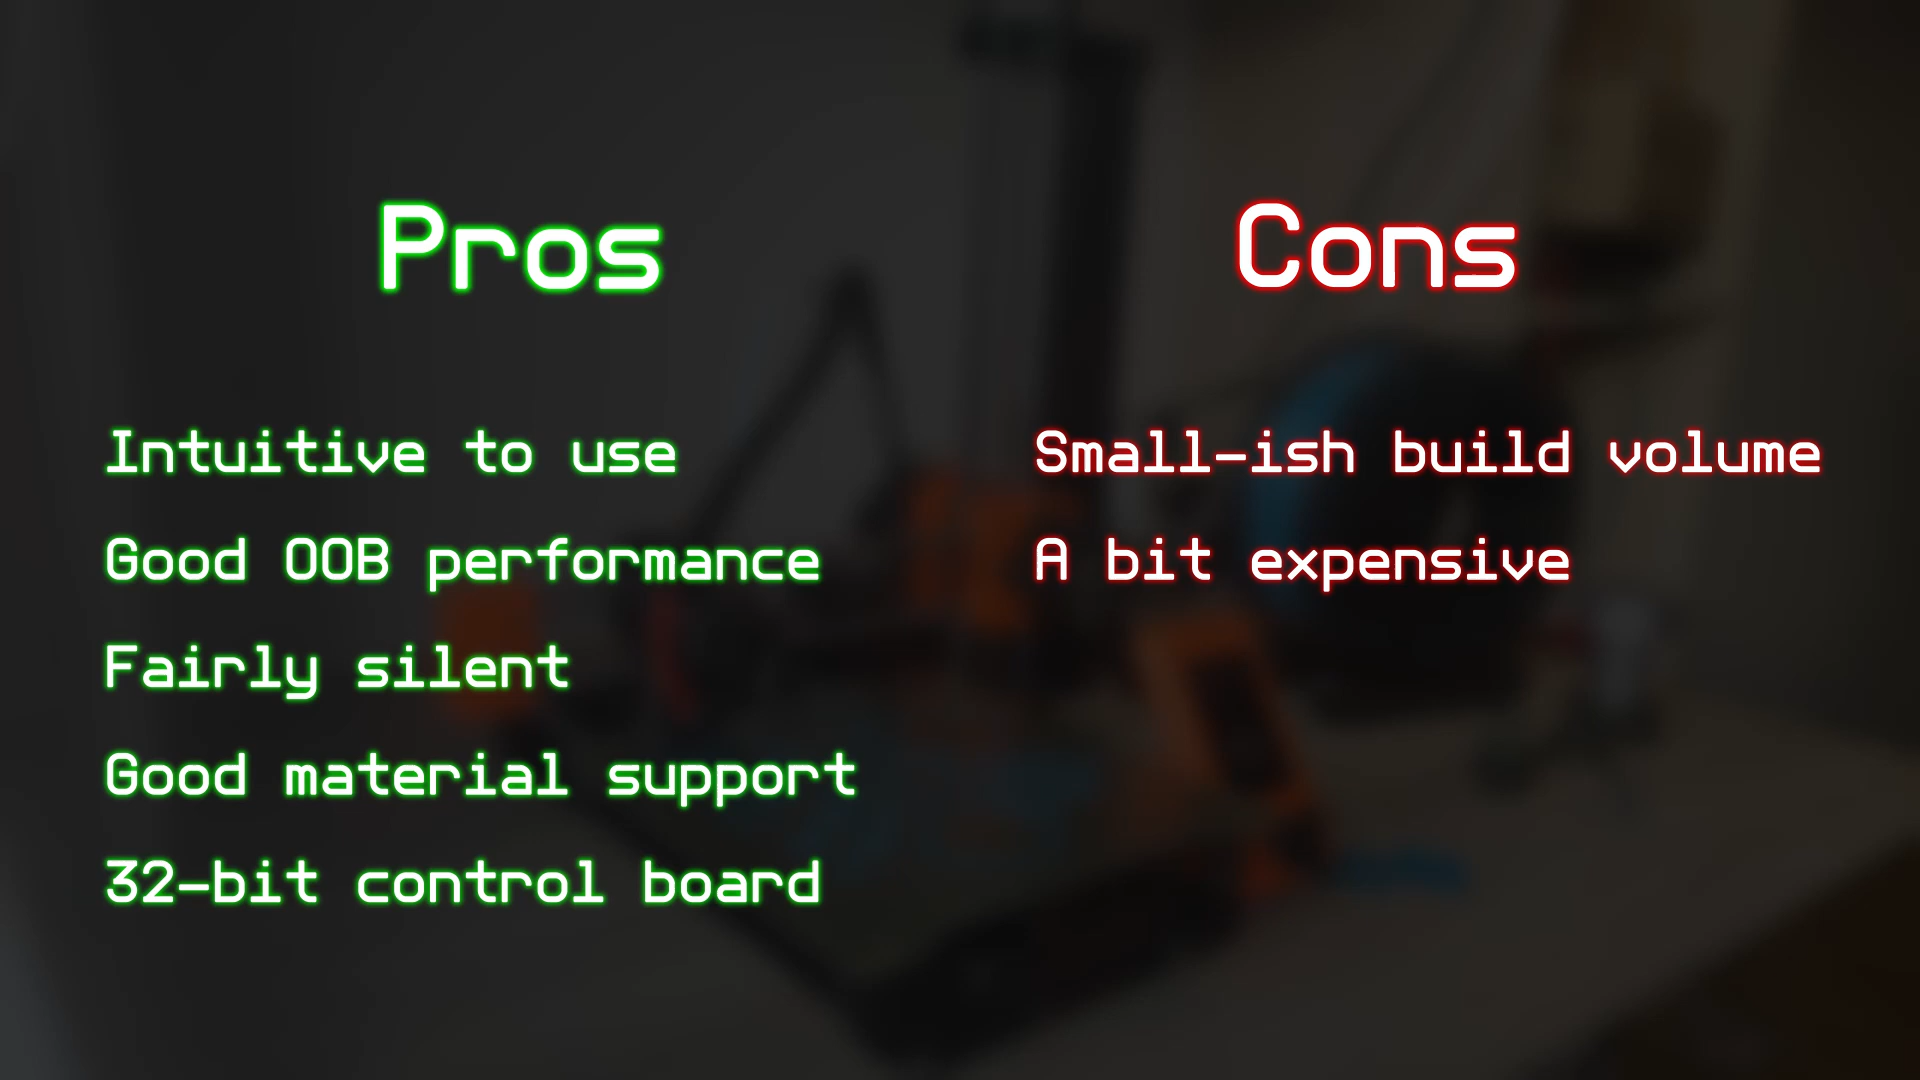 Pros
Intuitive to use
Good OOB performance
Fairly silent
Good material support
32-bit control board
Cons
Small-ish build volume
A bit expensive